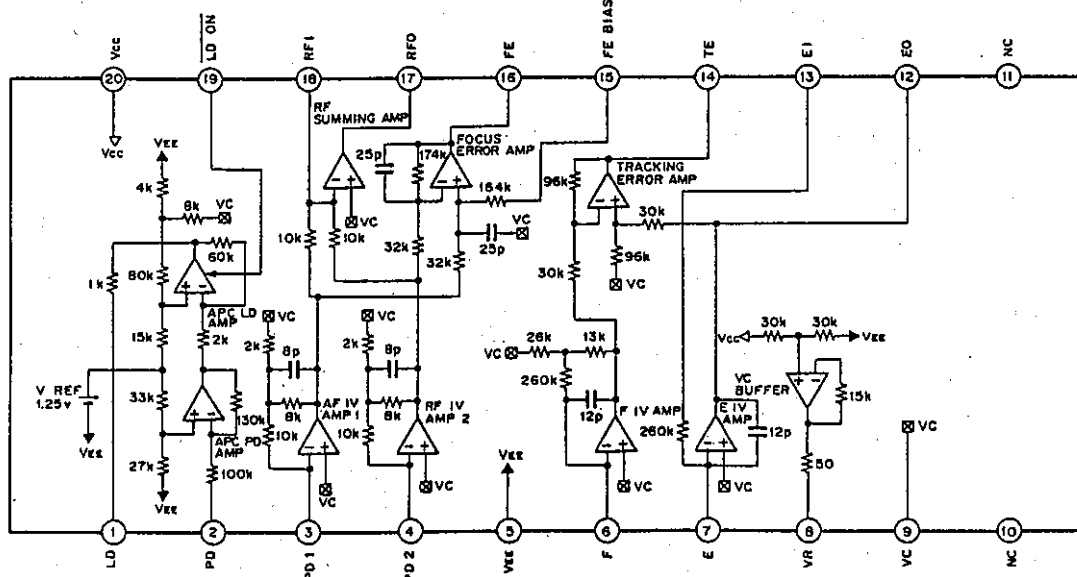 Vcc
LD ON
RF I
RFO
FE
FE BIAS
TE
EI
EO
NC
20
19
18
17
16
15
14
13
12
11
Vcc
VEE
4k
8k
VC
60k
1k
80k
APC LD
AMP
15k
2k
V REF
1.25v
VEE
33k
130k
APC PD
AMP
27k
100k
VEE
RF
SUMMING AMP
VC
10k
10k
25p
174k
FOCUS
ERROR AMP
164k
VC
25p
32k
32k
VC
2k
8p
8k
10k
AF IV
AMP 1
VC
VC
2k
8p
8k
10k
RF IV
AMP 2
VC
VEE
96k
TRACKING
ERROR AMP
30k
96k
VC
30k
VC
26k
13k
260k
12p
F IV AMP
VC
260k
E IV
AMP
12p
VC
Vcc
30k
30k
VEE
VC
BUFFER
15k
50
VC
1
2
3
4
5
6
7
8
9
10
LD
PD
PD 1
PD 2
VEE
F
E
VR
VC
NC